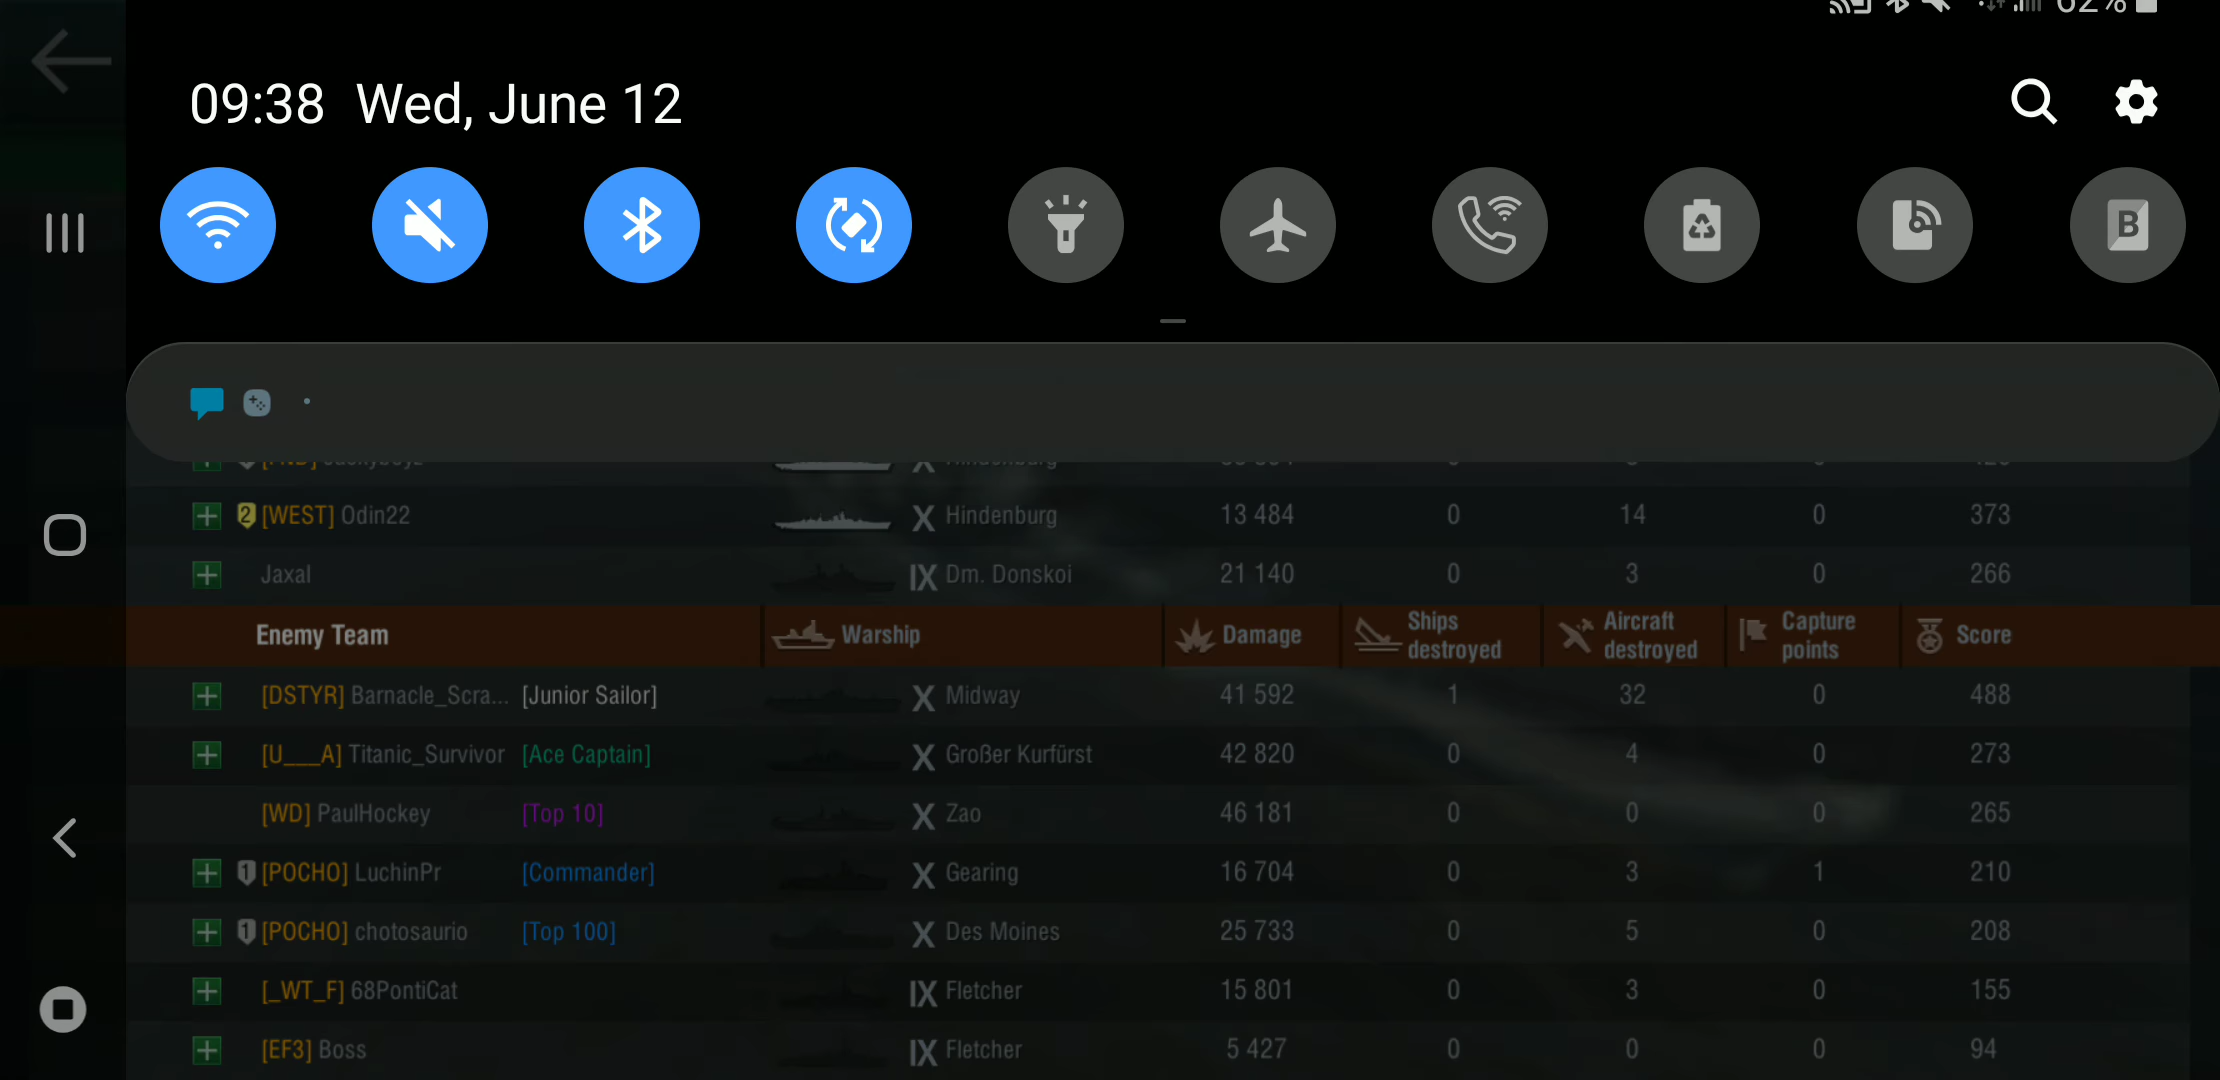 62%
09:38 Wed, June 12
B
2 [WEST] Odin22 X Hindenburg 13 484 0 14 0 373
Jaxal IX Dm. Donskoi 21 140 0 3 0 266
Enemy Team Warship Damage Ships destroyed Aircraft destroyed Capture points Score
[DSTYR] Barnacle_Scra... [Junior Sailor] X Midway 41 592 1 32 0 488
[U___A] Titanic_Survivor [Ace Captain] X Großer Kurfürst 42 820 0 4 0 273
[WD] PaulHockey [Top 10] X Zao 46 181 0 0 0 265
1 [POCHO] LuchinPr [Commander] X Gearing 16 704 0 3 1 210
1 [POCHO] chotosaurio [Top 100] X Des Moines 25 733 0 5 0 208
[_WT_F] 68PontiCat IX Fletcher 15 801 0 3 0 155
[EF3] Boss IX Fletcher 5 427 0 0 0 94